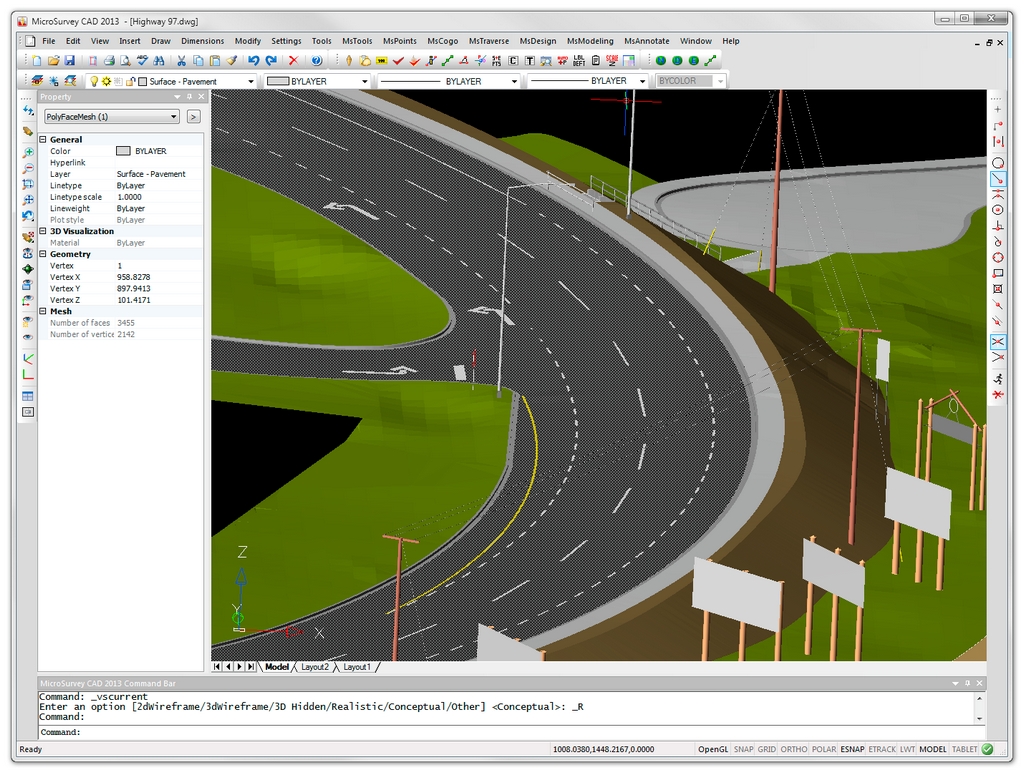 MicroSurvey CAD 2013 - [Highway 97.dwg]
File Edit View Insert Draw Dimensions Modify Settings Tools MsTools MsPoints MsCogo MsTraverse MsDesign MsModeling MsAnnotate Window Help
Surface - Pavement BYLAYER BYLAYER BYLAYER BYCOLOR
Property
PolyFaceMesh (1) >
General
Color BYLAYER
Hyperlink
Layer Surface - Pavement
Linetype ByLayer
Linetype scale 1.0000
Lineweight ByLayer
Plot style ByLayer
3D Visualization
Material ByLayer
Geometry
Vertex 1
Vertex X 958.8278
Vertex Y 897.9413
Vertex Z 101.4171
Mesh
Number of faces 3455
Number of vertice 2142
Z
Y
X
Model Layout2 Layout1
MicroSurvey CAD 2013 Command Bar
Command: _vscurrent
Enter an option [2dWireframe/3dWireframe/3D Hidden/Realistic/Conceptual/Other] <Conceptual>: _R
Command:
Command:
Ready 1008.0380,1448.2167,0.0000 OpenGL SNAP GRID ORTHO POLAR ESNAP ETRACK LWT MODEL TABLET